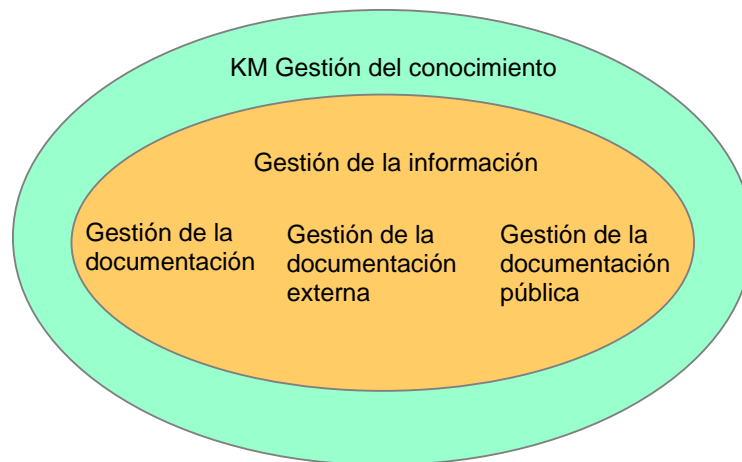 KM Gestión del conocimiento
Gestión de la información
Gestión de la
documentación
Gestión de la
documentación
externa
Gestión de la
documentación
pública